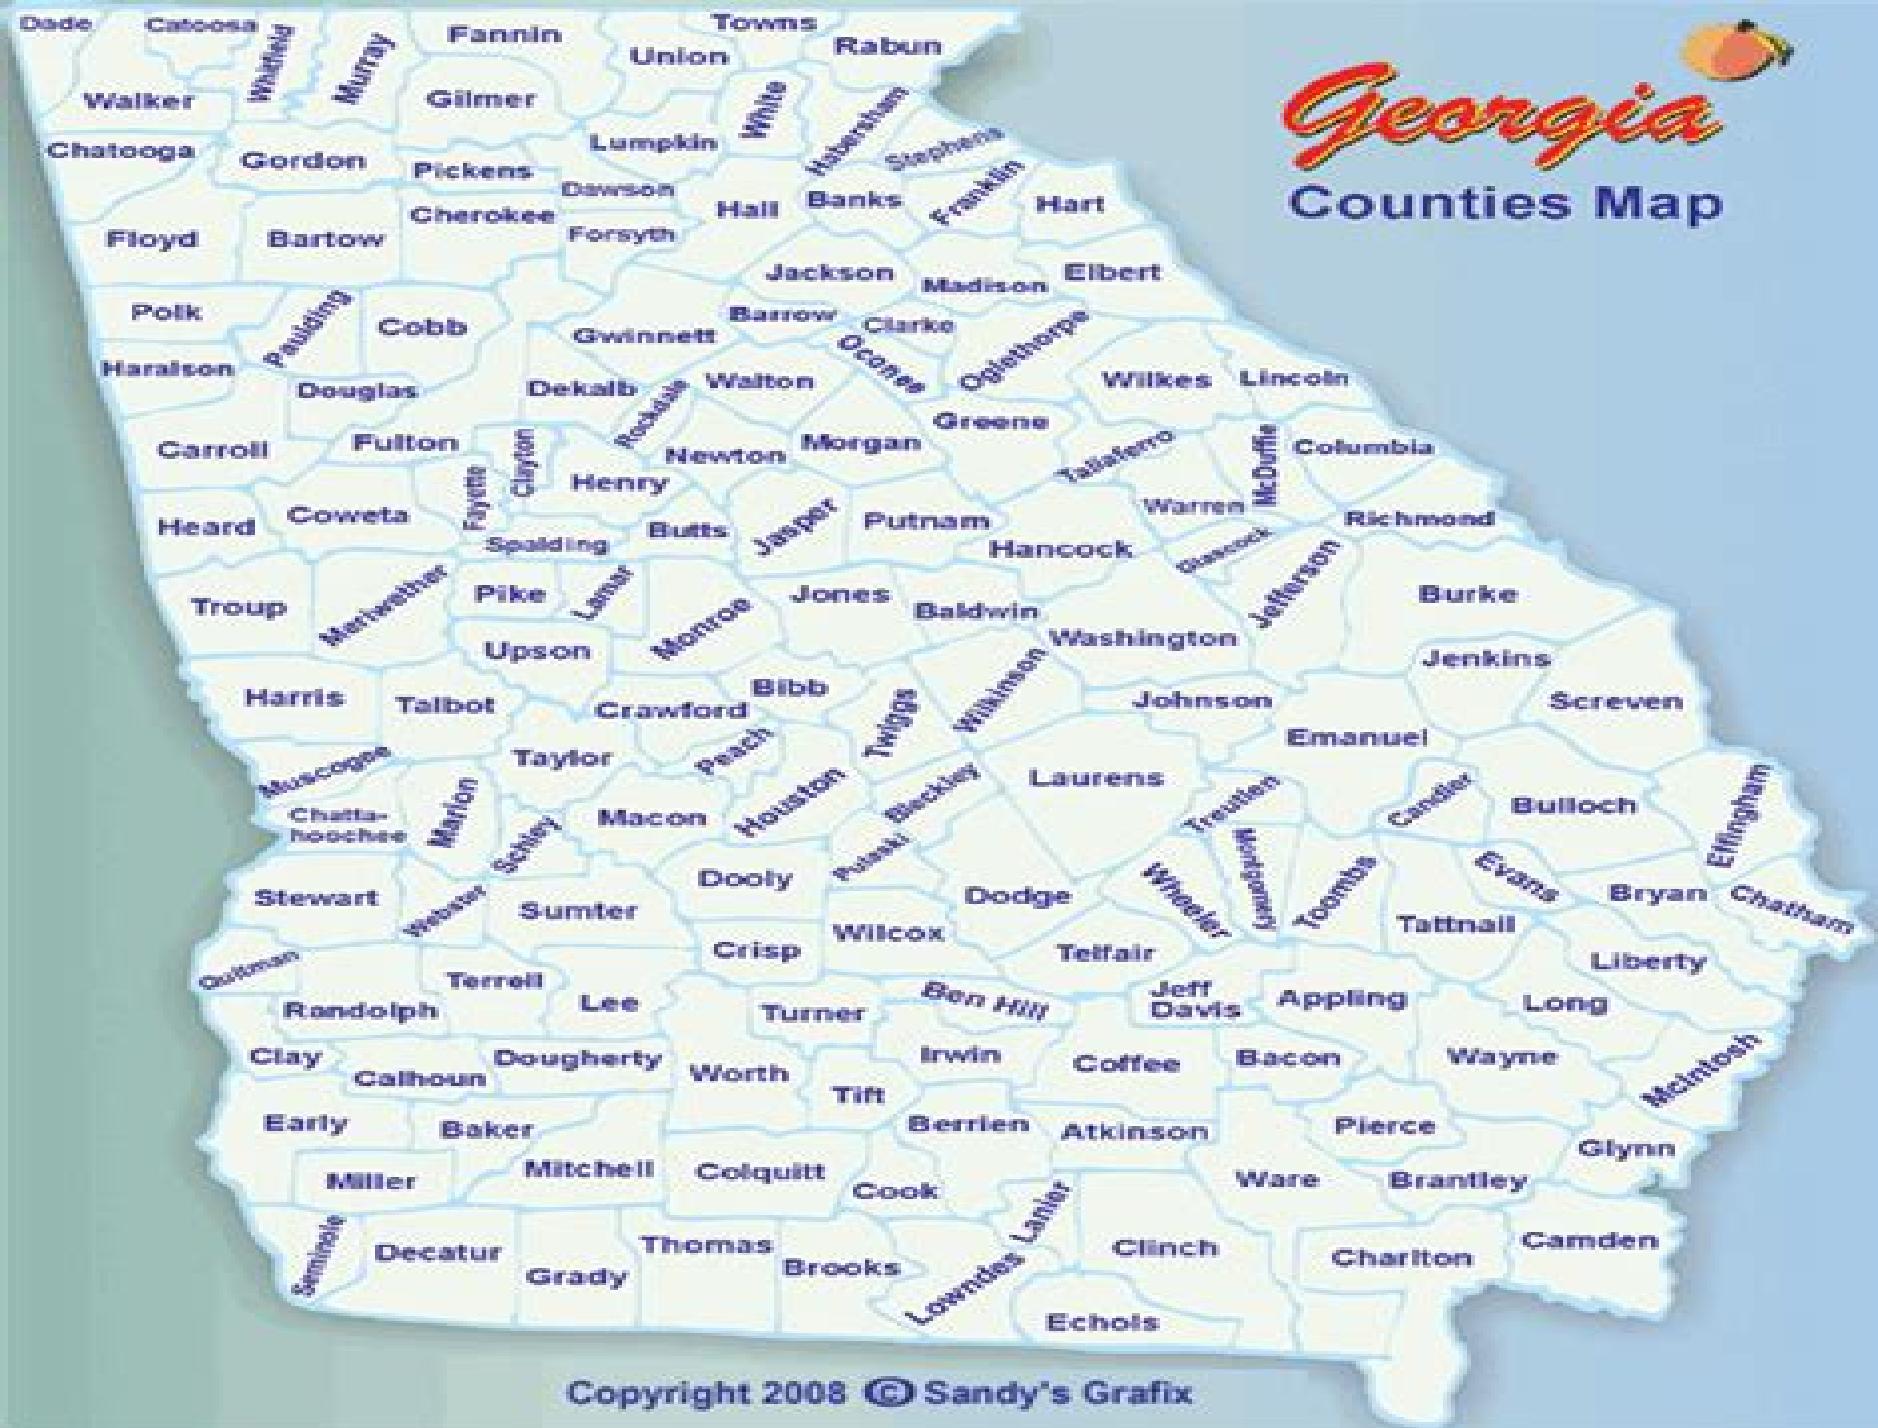 Georgia
Counties Map
Dade
Catoosa
Whitfield
Murray
Fannin
Union
Towns
Rabun
Walker
Gilmer
White
Habersham
Stephens
Chatooga
Gordon
Pickens
Lumpkin
Dawson
Hall
Banks
Franklin
Hart
Floyd
Bartow
Cherokee
Forsyth
Jackson
Madison
Elbert
Polk
Paulding
Cobb
Gwinnett
Barrow
Clarke
Oconee
Oglethorpe
Haralson
Douglas
Dekalb
Rockdale
Walton
Wilkes
Lincoln
Carroll
Fulton
Clayton
Fayette
Henry
Newton
Morgan
Greene
Taliaferro
McDuffie
Columbia
Heard
Coweta
Spalding
Butts
Jasper
Putnam
Hancock
Warren
Glascock
Richmond
Jefferson
Troup
Meriwether
Pike
Lamar
Monroe
Jones
Baldwin
Washington
Burke
Upson
Jenkins
Screven
Harris
Talbot
Crawford
Bibb
Twiggs
Wilkinson
Johnson
Emanuel
Muscogee
Taylor
Peach
Laurens
Chatta-
hoochee
Marion
Schley
Macon
Houston
Bleckley
Treutlen
Candler
Bulloch
Effingham
Stewart
Webster
Sumter
Dooly
Pulaski
Dodge
Wheeler
Montgomery
Toombs
Tattnall
Evans
Bryan
Chatham
Quitman
Crisp
Wilcox
Telfair
Liberty
Randolph
Terrell
Lee
Turner
Ben Hill
Jeff
Davis
Appling
Long
Clay
Calhoun
Dougherty
Worth
Tift
Irwin
Coffee
Bacon
Wayne
McIntosh
Early
Baker
Berrien
Atkinson
Pierce
Glynn
Miller
Mitchell
Colquitt
Cook
Lanier
Ware
Brantley
Seminole
Decatur
Grady
Thomas
Brooks
Lowndes
Echols
Clinch
Charlton
Camden
Copyright 2008 © Sandy's Grafix